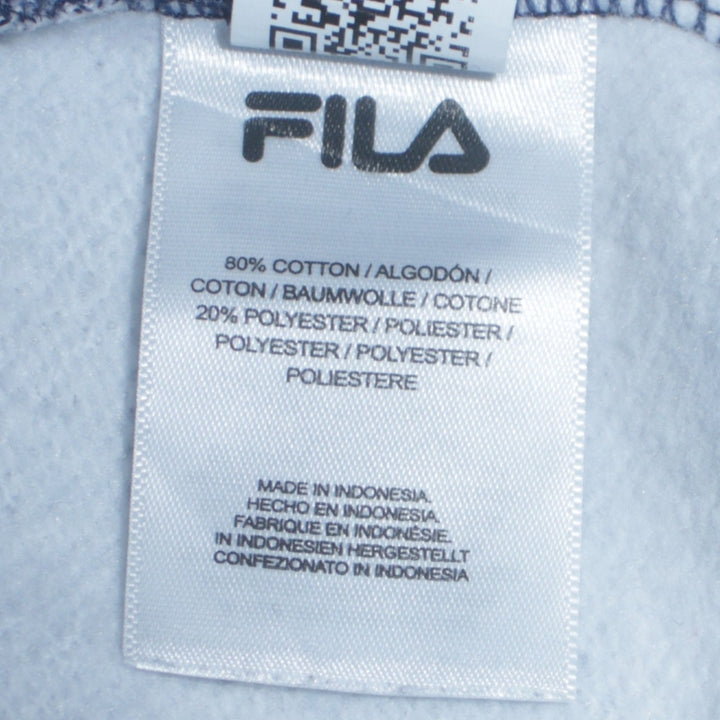 FILA
80% COTTON / ALGODÓN /
COTON / BAUMWOLLE / COTONE
20% POLYESTER / POLIESTER /
POLYESTER / POLYESTER /
POLIESTERE
MADE IN INDONESIA.
HECHO EN INDONESIA.
FABRIQUE EN INDONÉSIE.
IN INDONESIEN HERGESTELLT
CONFEZIONATO IN INDONESIA